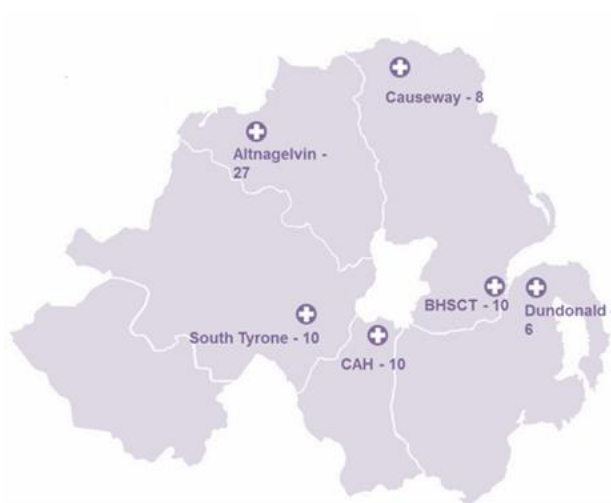 Causeway - 8
Altnagelvin -
27
BHSCT - 10
Dundonald -
6
South Tyrone - 10
CAH - 10